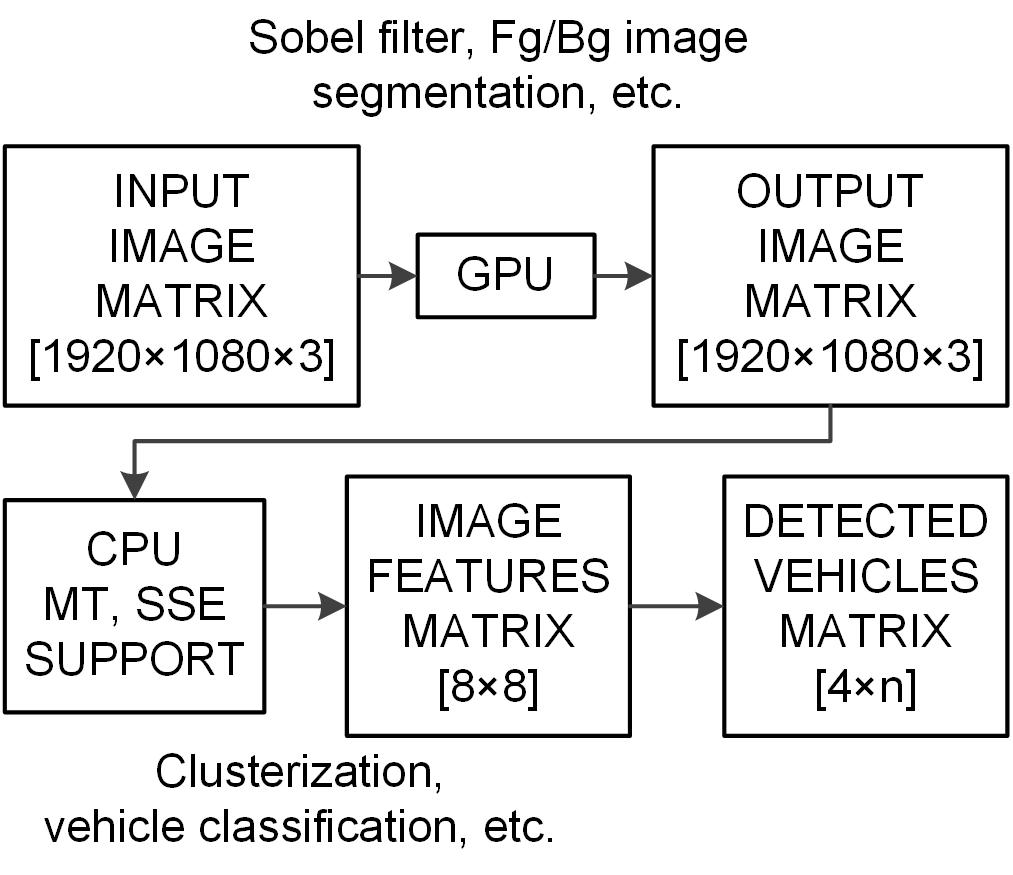 Sobel filter, Fg/Bg image
segmentation, etc.
INPUT
IMAGE
MATRIX
[1920×1080×3]
GPU
OUTPUT
IMAGE
MATRIX
[1920×1080×3]
CPU
MT, SSE
SUPPORT
IMAGE
FEATURES
MATRIX
[8×8]
DETECTED
VEHICLES
MATRIX
[4×n]
Clusterization,
vehicle classification, etc.